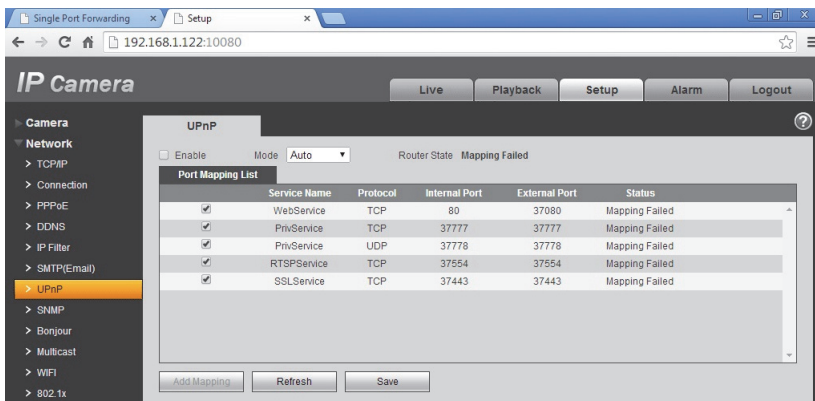 Single Port Forwarding
Setup
192.168.1.122:10080
IP Camera
Live Playback Setup Alarm Logout
Camera
Network
> TCP/IP
> Connection
> PPPoE
> DDNS
> IP Filter
> SMTP(Email)
> UPnP
> SNMP
> Bonjour
> Multicast
> WIFI
> 802.1x
UPnP
Enable Mode Auto Router State Mapping Failed
Port Mapping List
Service Name Protocol Internal Port External Port Status
WebService TCP 80 37080 Mapping Failed
PrivService TCP 37777 37777 Mapping Failed
PrivService UDP 37778 37778 Mapping Failed
RTSPService TCP 37554 37554 Mapping Failed
SSLService TCP 37443 37443 Mapping Failed
Add Mapping Refresh Save